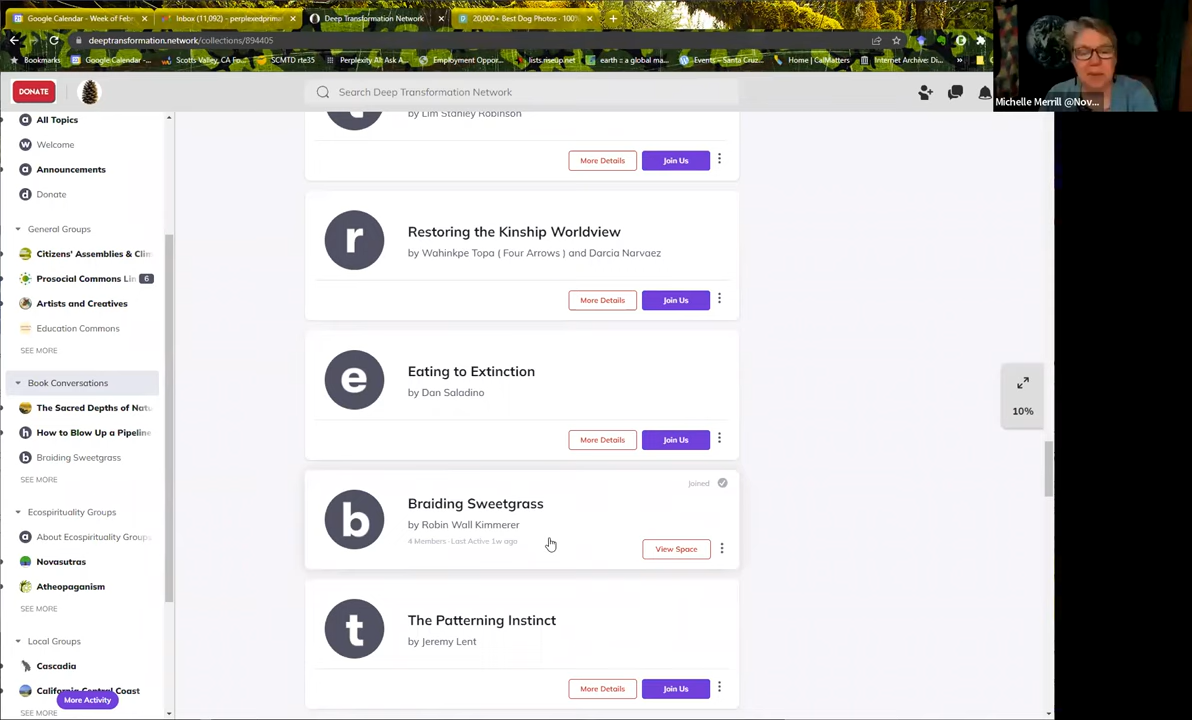 Google Calendar - Week of Febr
Inbox (11,092) - perplexedprima
Deep Transformation Network
20,000+ Best Dog Photos · 100%
deeptransformation.network/collections/894405
Bookmarks
Google Calendar -...
Scotts Valley, CA Fo...
SCMTD rte35
Perplexity All Ask A...
Employment Oppor...
lists.riseup.net
earth :: a global ma...
Events – Santa Cruz...
Home | CalMatters
Internet Archive: Di...
Michelle Merrill @Nov...
DONATE
Search Deep Transformation Network
All Topics
Welcome
Announcements
Donate
General Groups
Citizens' Assemblies & Cli
Prosocial Commons Lin 6
Artists and Creatives
Education Commons
SEE MORE
Book Conversations
The Sacred Depths of Natu
How to Blow Up a Pipeline
Braiding Sweetgrass
SEE MORE
Ecospirituality Groups
About Ecospirituality Group
Novasutras
Atheopaganism
SEE MORE
Local Groups
Cascadia
California Central Coast
More Activity
SEE MORE
by Lim Stanley Robinson
More Details Join Us
r
Restoring the Kinship Worldview
by Wahinkpe Topa ( Four Arrows ) and Darcia Narvaez
More Details Join Us
e
Eating to Extinction
by Dan Saladino
More Details Join Us
Joined
b
Braiding Sweetgrass
by Robin Wall Kimmerer
4 Members · Last Active 1w ago
View Space
t
The Patterning Instinct
by Jeremy Lent
More Details Join Us
10%